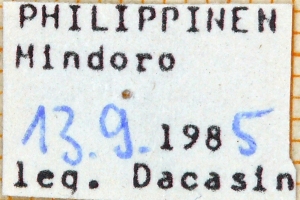 PHILIPPINEN
Mindoro
13.9.1985
leg. Dacasin